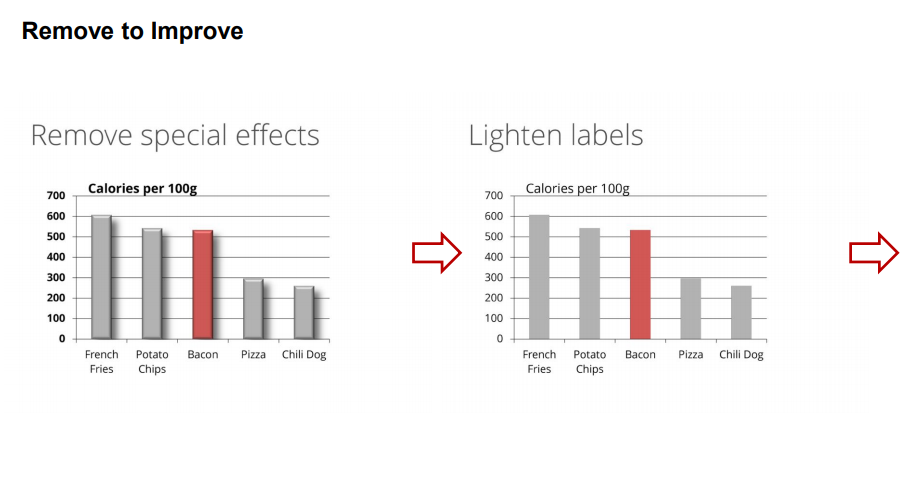 Remove to Improve
Remove special effects
Calories per 100g
700
600
500
400
300
200
100
0
French Fries
Potato Chips
Bacon
Pizza
Chili Dog
Lighten labels
Calories per 100g
700
600
500
400
300
200
100
0
French Fries
Potato Chips
Bacon
Pizza
Chili Dog